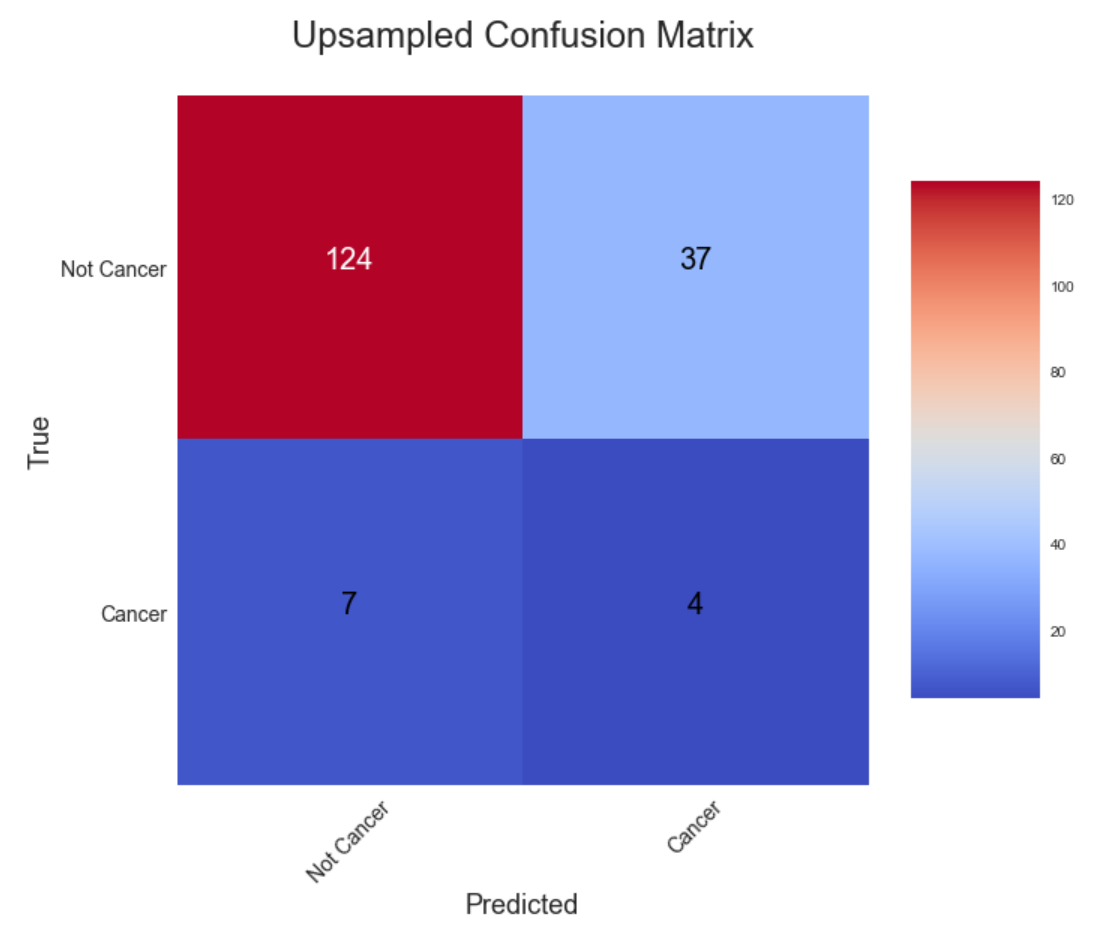 Upsampled Confusion Matrix
120
124
37
Not Cancer
100
80
True
60
40
7
4
Cancer
20
Not Cancer
Cancer
Predicted